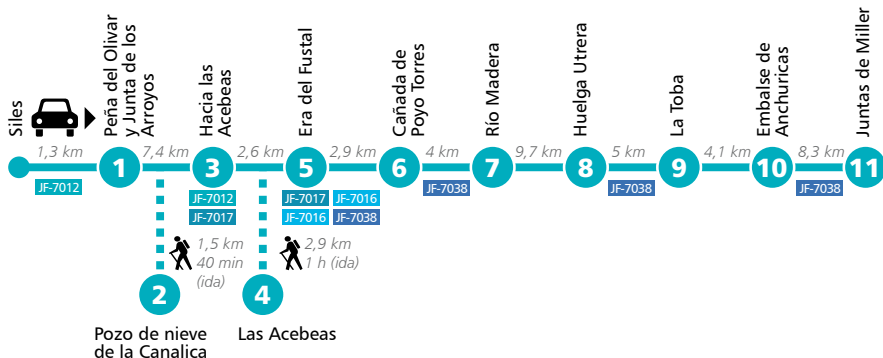 Siles
1,3 km
JF-7012
Peña del Olivar
y Junta de los
Arroyos
1
7,4 km
Hacia las
Acebeas
3
JF-7012
JF-7017
2,6 km
Era del Fustal
5
JF-7017
JF-7016
JF-7016
JF-7038
2,9 km
Cañada de
Poyo Torres
6
4 km
JF-7038
Río Madera
7
9,7 km
Huelga Utrera
8
5 km
JF-7038
La Toba
9
4,1 km
Embalse de
Anchuricas
10
8,3 km
JF-7038
Juntas de Miller
11
1,5 km
40 min
(ida)
2
Pozo de nieve
de la Canalica
2,9 km
1 h (ida)
4
Las Acebeas